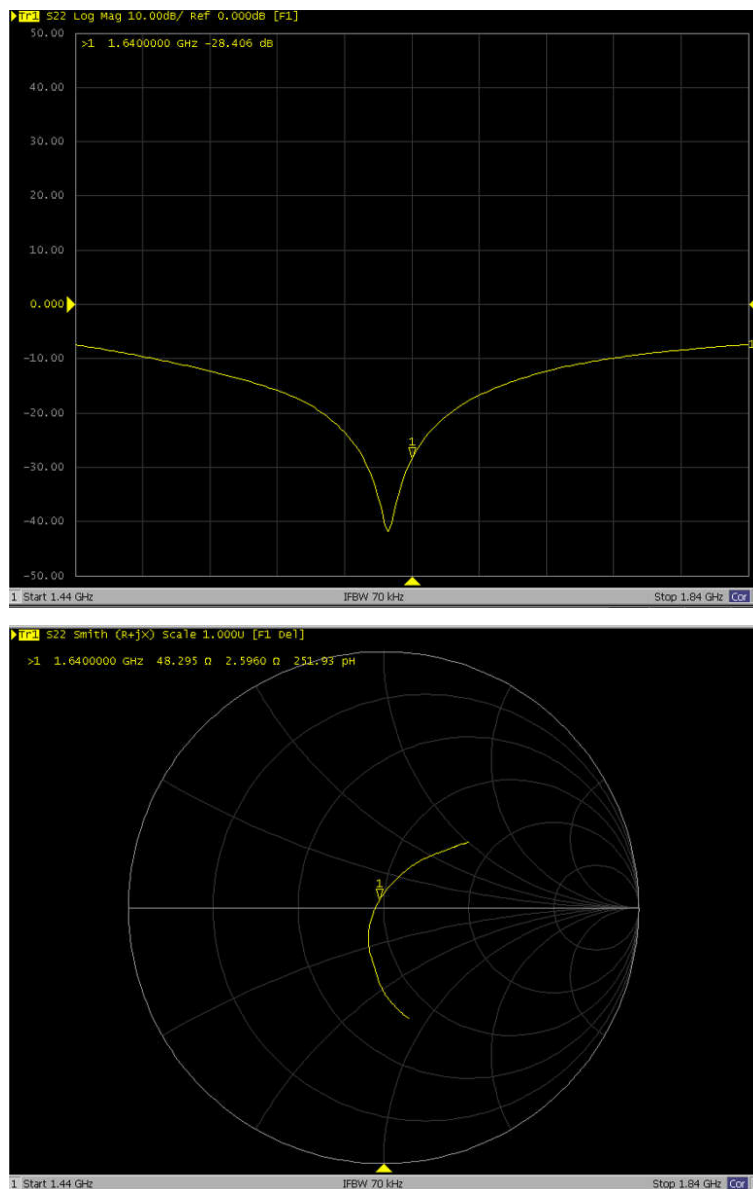 Tr1 S22 Log Mag 10.00dB/ Ref 0.000dB [F1]
50.00
>1 1.6400000 GHz -28.406 dB
40.00
30.00
20.00
10.00
0.000
1
-10.00
-20.00
1
-30.00
-40.00
-50.00
1 Start 1.44 GHz IFBW 70 kHz Stop 1.84 GHz Cor
Tr1 S22 Smith (R+jX) Scale 1.000U [F1 Del]
>1 1.6400000 GHz 48.295 Ω 2.5960 Ω 251.93 pH
1
1 Start 1.44 GHz IFBW 70 kHz Stop 1.84 GHz Cor